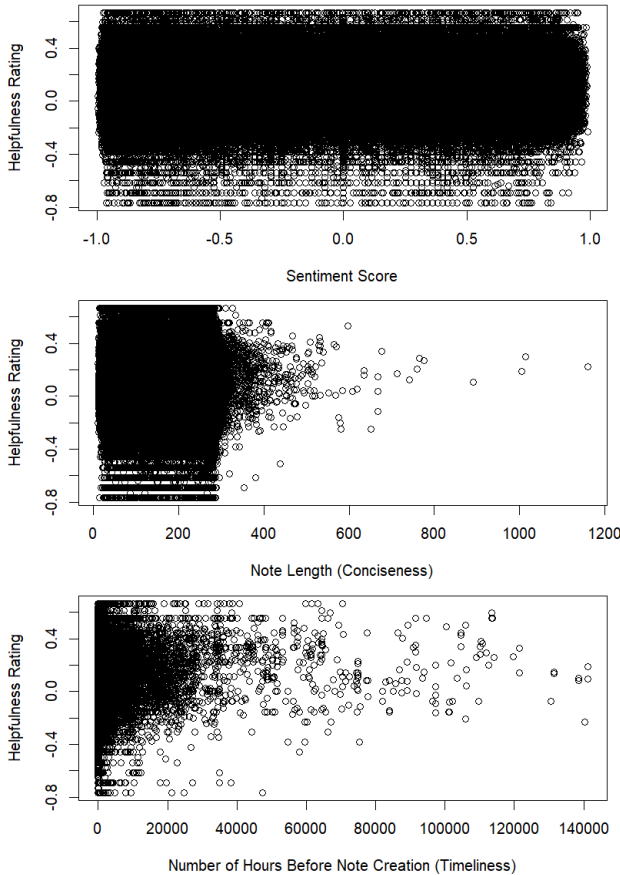 Helpfulness Rating
0.4
0.0
-0.4
-0.8
-1.0 -0.5 0.0 0.5 1.0
Sentiment Score
Helpfulness Rating
0.4
0.0
-0.4
-0.8
0 200 400 600 800 1000 1200
Note Length (Conciseness)
Helpfulness Rating
0.4
0.0
-0.4
-0.8
0 20000 40000 60000 80000 100000 120000 140000
Number of Hours Before Note Creation (Timeliness)